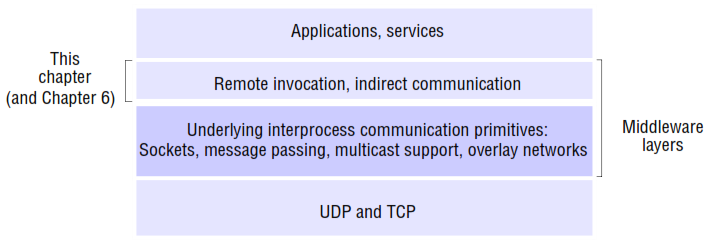 Applications, services
This
chapter
(and Chapter 6)
Remote invocation, indirect communication
Underlying interprocess communication primitives:
Sockets, message passing, multicast support, overlay networks
Middleware
layers
UDP and TCP